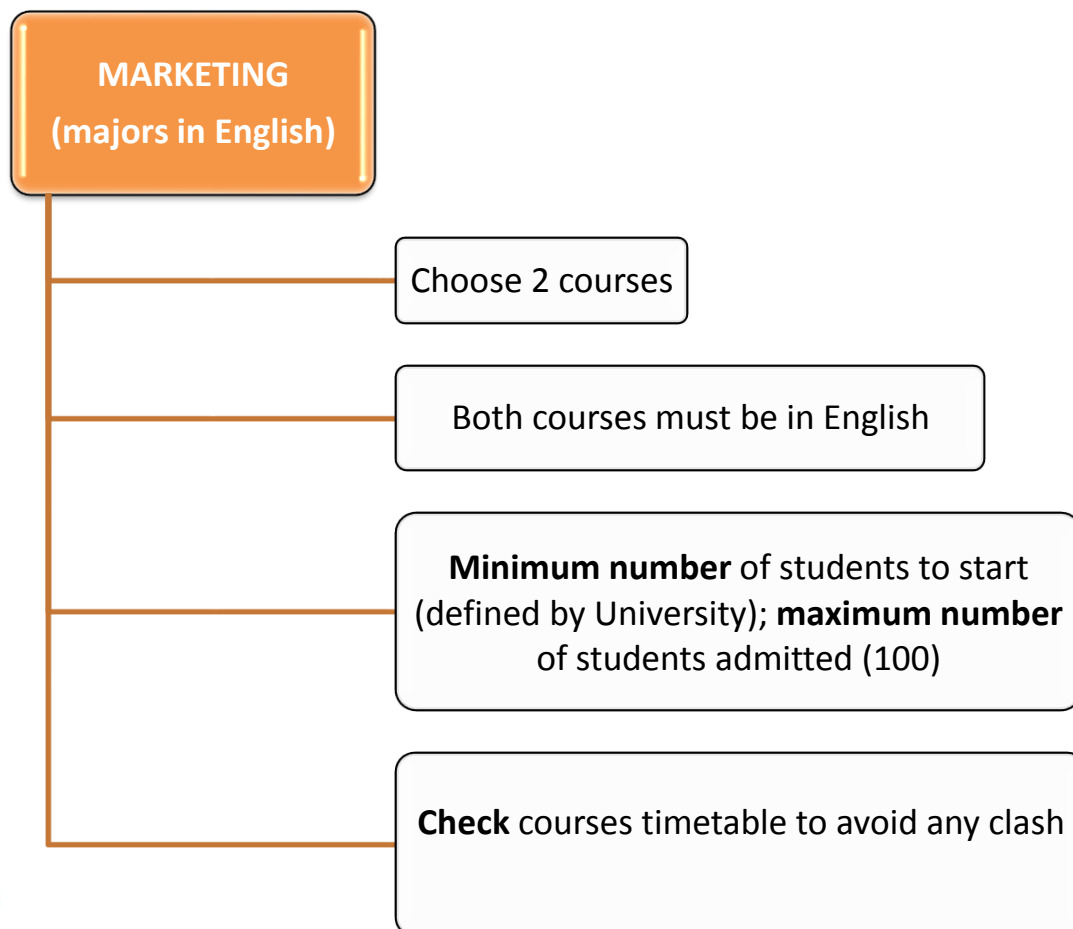 MARKETING
(majors in English)
Choose 2 courses
Both courses must be in English
Minimum number of students to start
(defined by University); maximum number
of students admitted (100)
Check courses timetable to avoid any clash